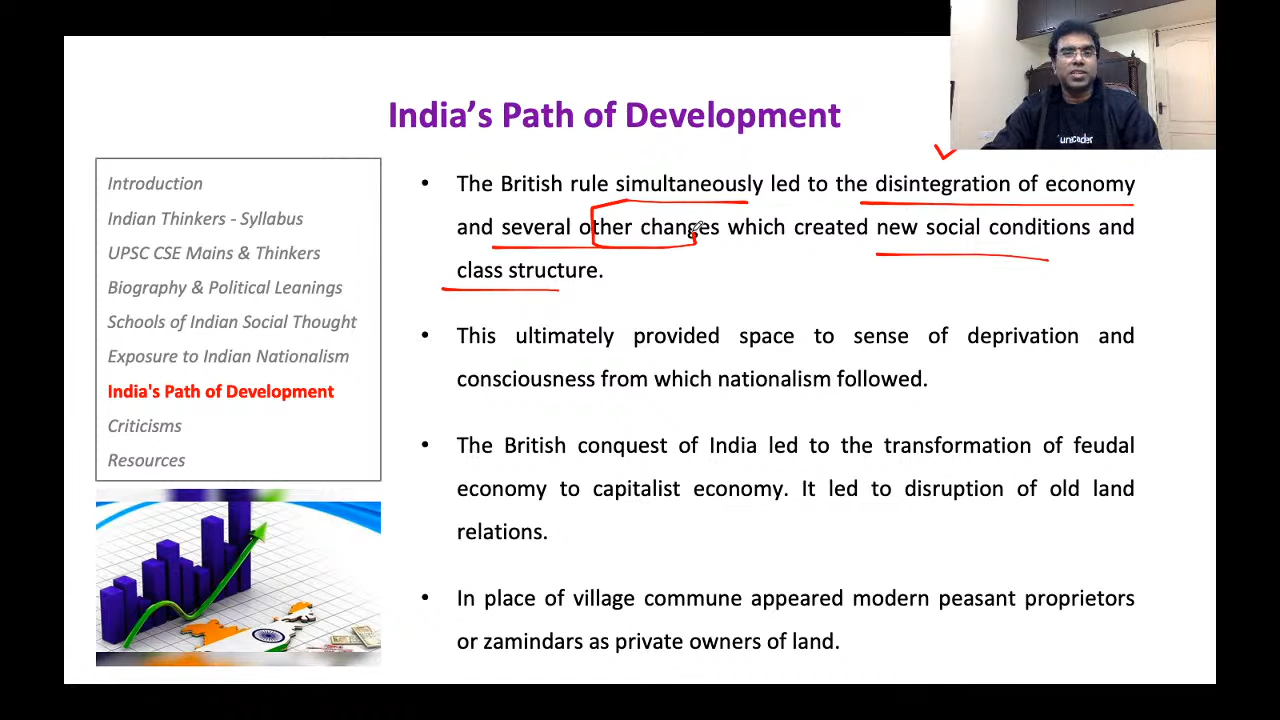 India's Path of Development
Introduction
Indian Thinkers - Syllabus
UPSC CSE Mains & Thinkers
Biography & Political Leanings
Schools of Indian Social Thought
Exposure to Indian Nationalism
India's Path of Development
Criticisms
Resources
• The British rule simultaneously led to the disintegration of economy
and several other changes which created new social conditions and
class structure.
• This ultimately provided space to sense of deprivation and
consciousness from which nationalism followed.
• The British conquest of India led to the transformation of feudal
economy to capitalist economy. It led to disruption of old land
relations.
• In place of village commune appeared modern peasant proprietors
or zamindars as private owners of land.